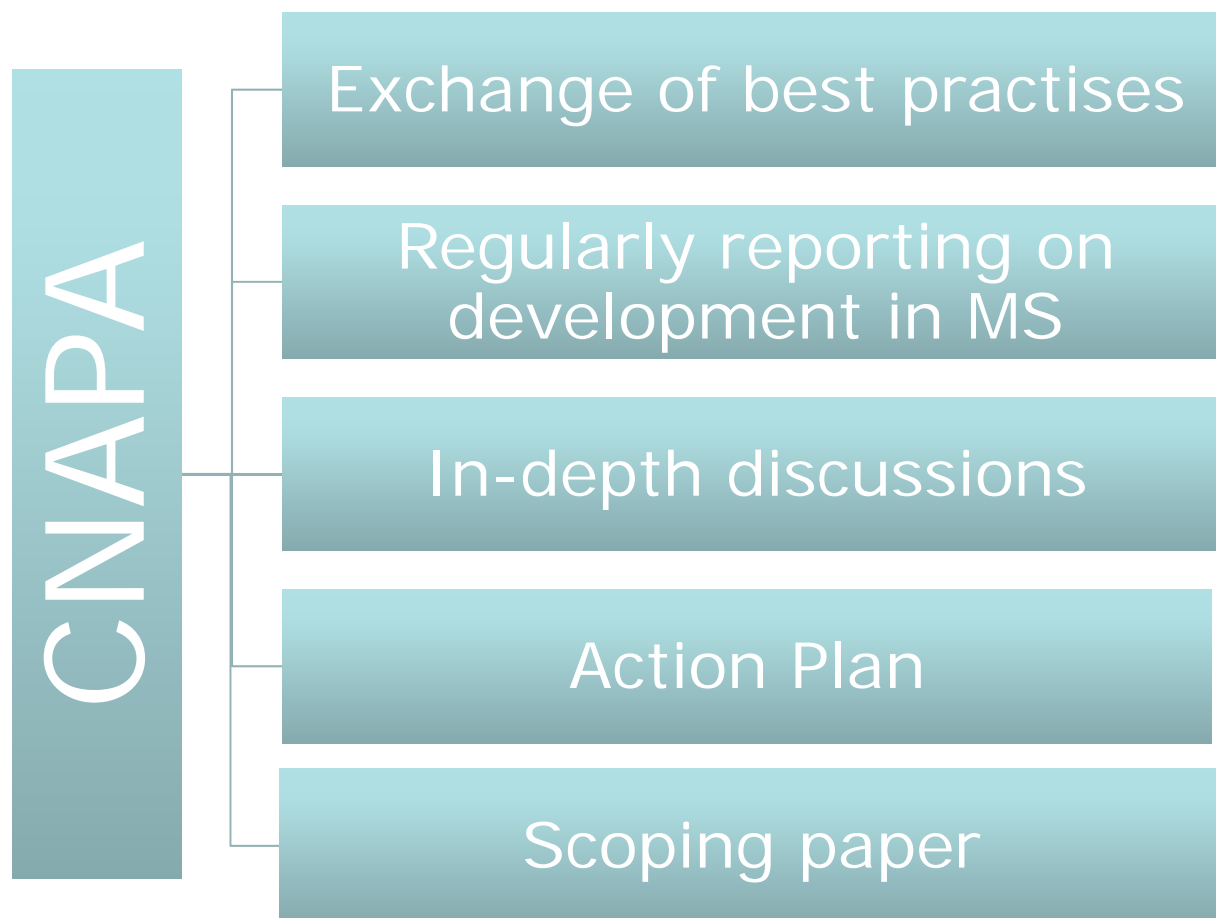 CNAPA
Exchange of best practises
Regularly reporting on
development in MS
In-depth discussions
Action Plan
Scoping paper